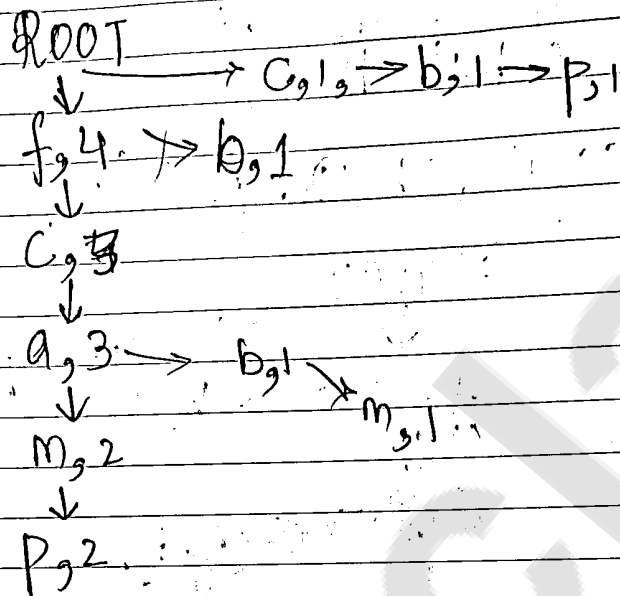 ROOT
→ c,1, → b,1 → p,1
↓
f,4 → b,1
↓
c,3
↓
a,3 → b,1
↓ ↘ m,1
m,2
↓
p,2